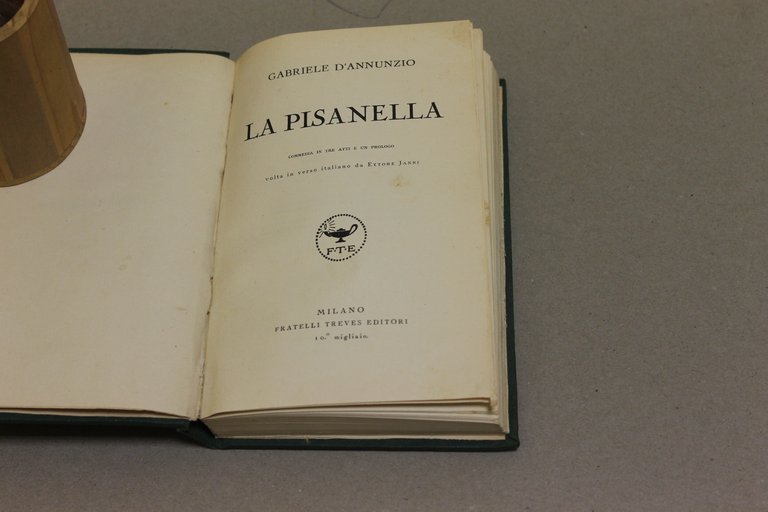 GABRIELE D'ANNUNZIO
LA PISANELLA
COMMEDIA IN TRE ATTI E UN PROLOGO
volta in verso italiano da ETTORE JANNI
F·T·E
MILANO
FRATELLI TREVES EDITORI
10.° migliaio.